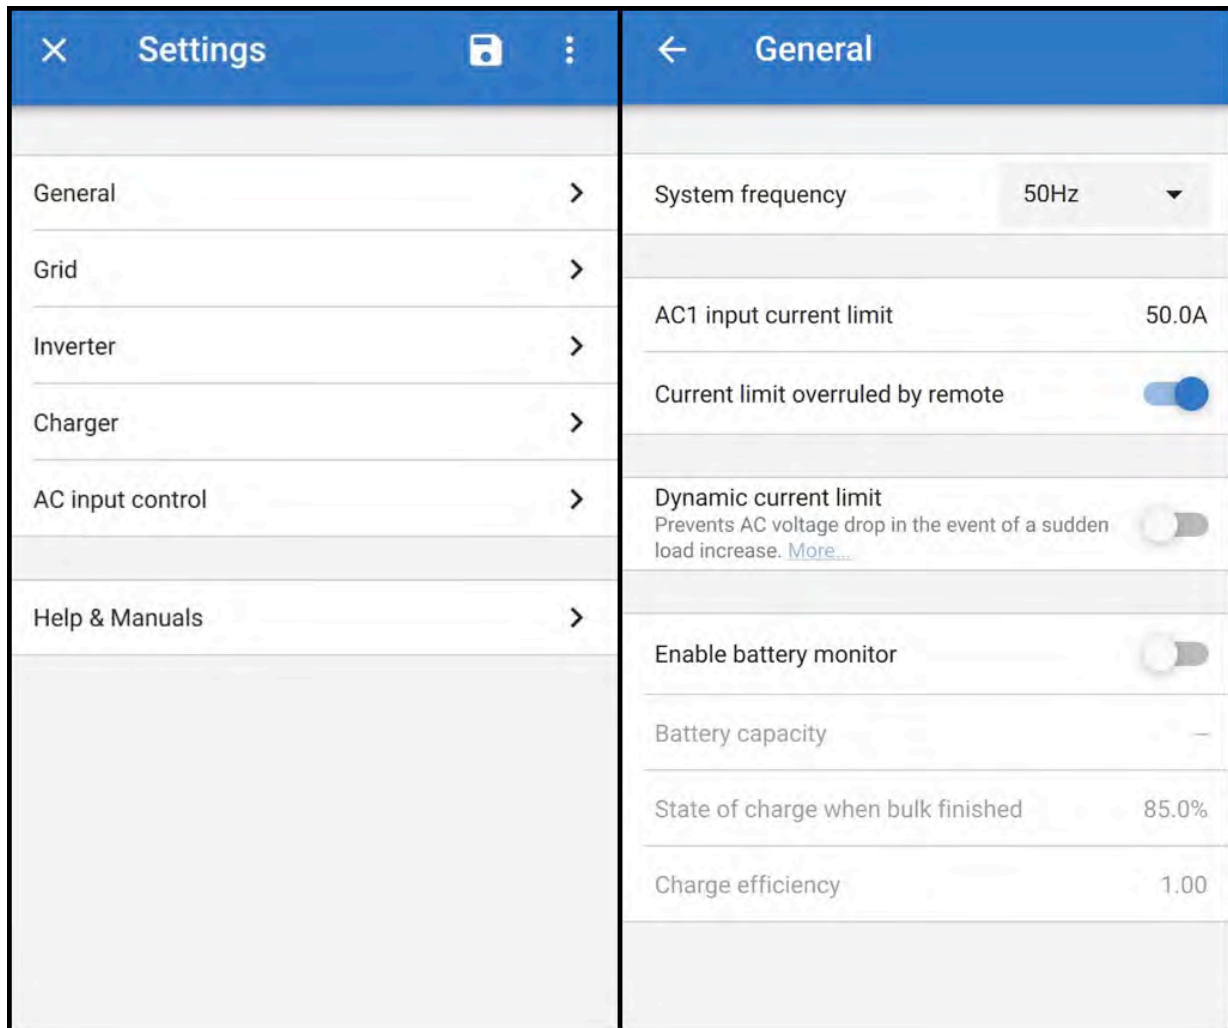 Settings
General
Grid
Inverter
Charger
AC input control
Help & Manuals
General
System frequency 50Hz
AC1 input current limit 50.0A
Current limit overruled by remote
Dynamic current limit
Prevents AC voltage drop in the event of a sudden
load increase. More...
Enable battery monitor
Battery capacity –
State of charge when bulk finished 85.0%
Charge efficiency 1.00